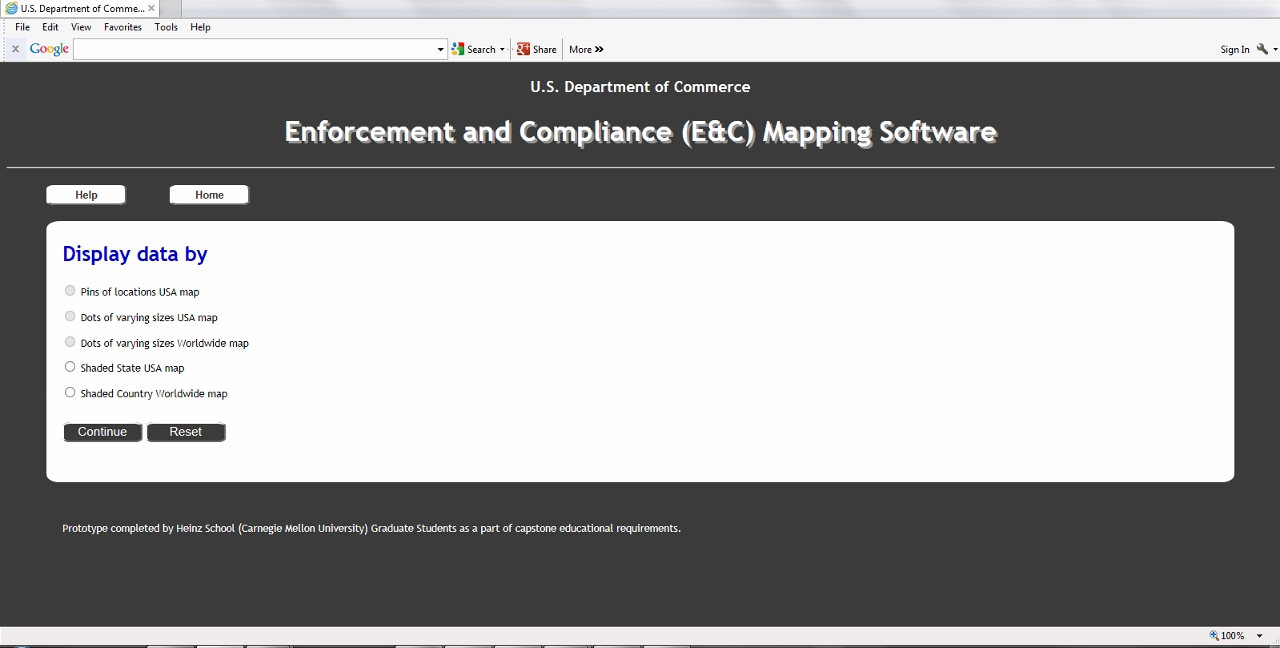 U.S. Department of Comme...
File Edit View Favorites Tools Help
x Google Search Share More » Sign In
U.S. Department of Commerce
Enforcement and Compliance (E&C) Mapping Software
Help Home
Display data by
Pins of locations USA map
Dots of varying sizes USA map
Dots of varying sizes Worldwide map
Shaded State USA map
Shaded Country Worldwide map
Continue Reset
Prototype completed by Heinz School (Carnegie Mellon University) Graduate Students as a part of capstone educational requirements.
100%